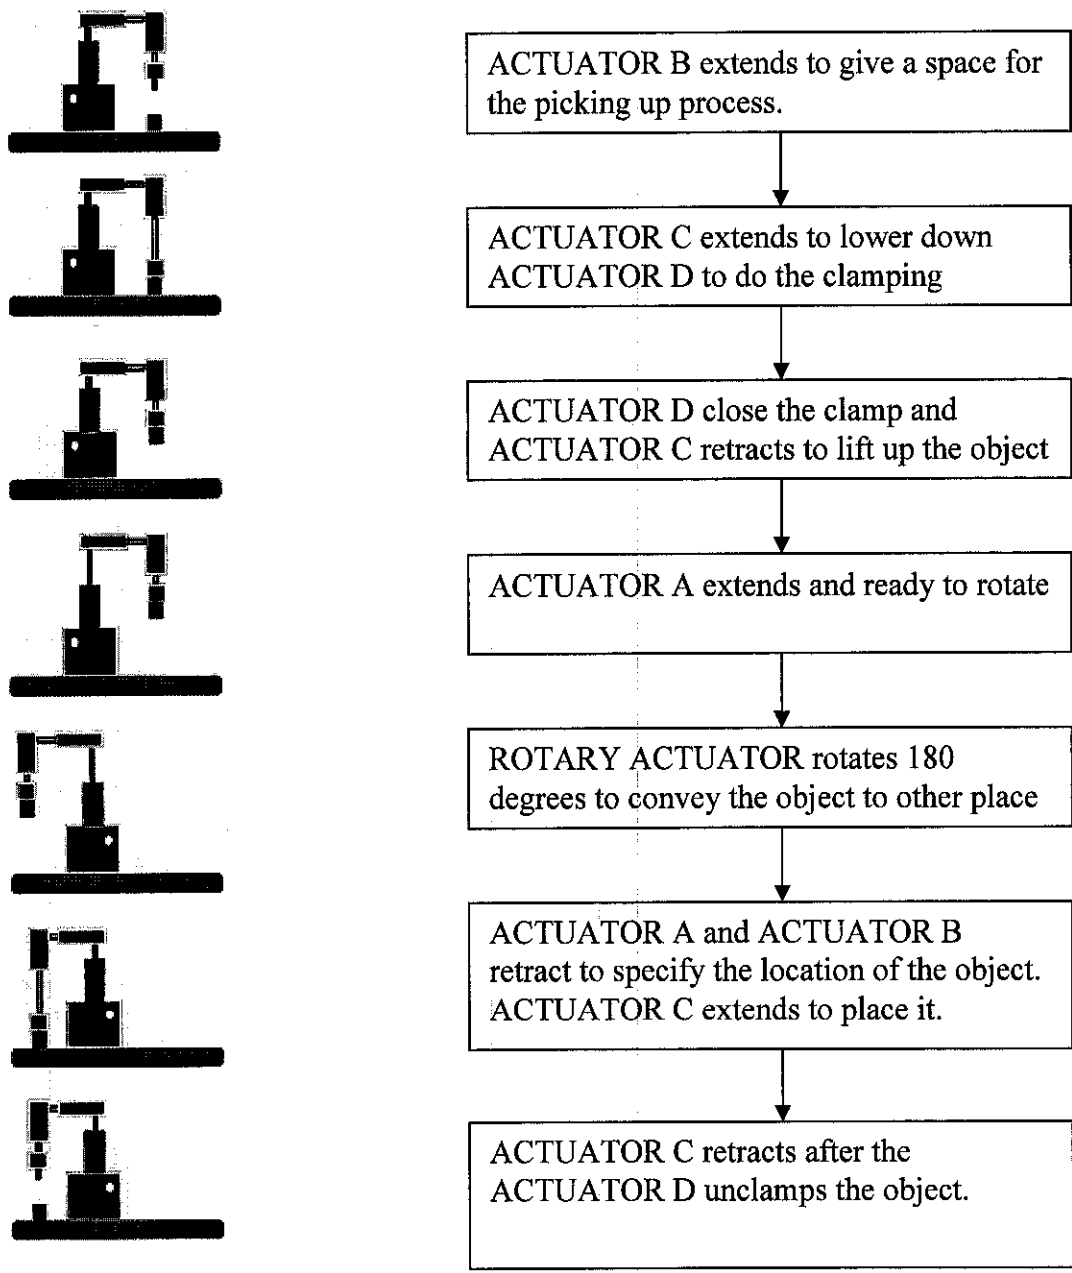 ACTUATOR B extends to give a space for
the picking up process.
ACTUATOR C extends to lower down
ACTUATOR D to do the clamping
ACTUATOR D close the clamp and
ACTUATOR C retracts to lift up the object
ACTUATOR A extends and ready to rotate
ROTARY ACTUATOR rotates 180
degrees to convey the object to other place
ACTUATOR A and ACTUATOR B
retract to specify the location of the object.
ACTUATOR C extends to place it.
ACTUATOR C retracts after the
ACTUATOR D unclamps the object.